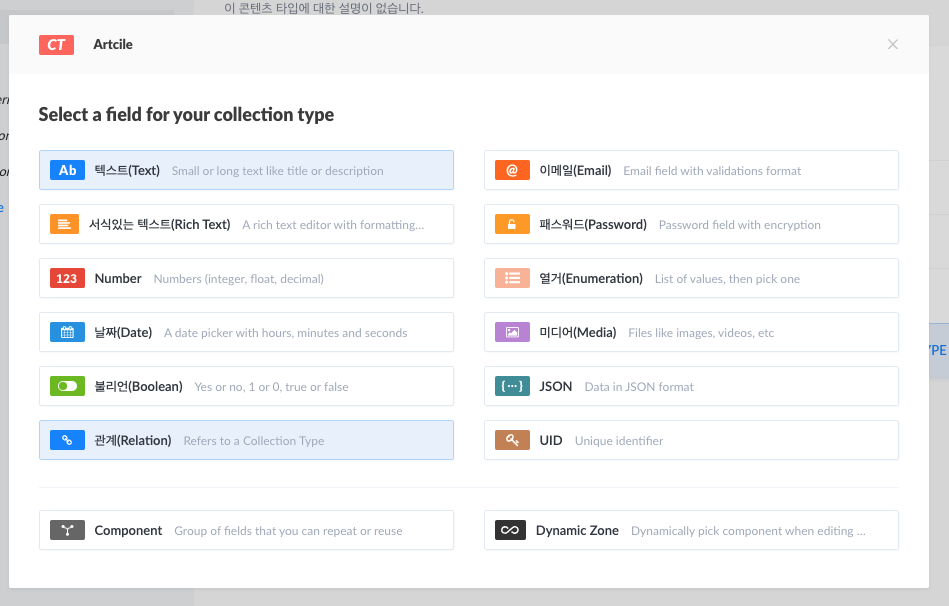 이 콘텐츠 타입에 대한 설명이 없습니다.
CT Artcile
Select a field for your collection type
Ab 텍스트(Text) Small or long text like title or description
@ 이메일(Email) Email field with validations format
서식있는 텍스트(Rich Text) A rich text editor with formatting...
패스워드(Password) Password field with encryption
123 Number Numbers (integer, float, decimal)
열거(Enumeration) List of values, then pick one
날짜(Date) A date picker with hours, minutes and seconds
미디어(Media) Files like images, videos, etc
불리언(Boolean) Yes or no, 1 or 0, true or false
{...} JSON Data in JSON format
관계(Relation) Refers to a Collection Type
UID Unique identifier
Component Group of fields that you can repeat or reuse
Dynamic Zone Dynamically pick component when editing ...